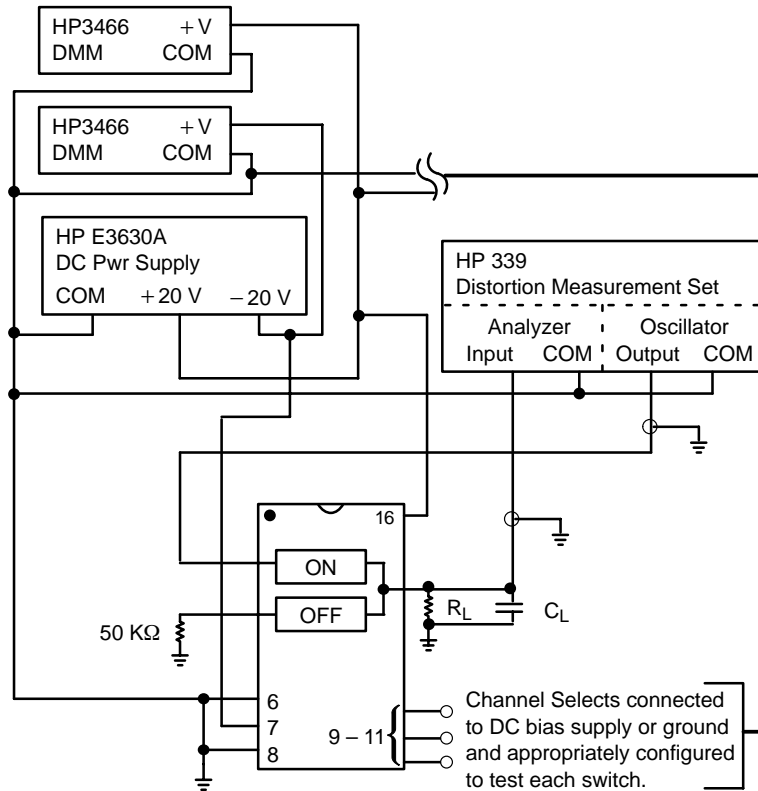 HP3466 +V
DMM COM
HP3466 +V
DMM COM
HP E3630A
DC Pwr Supply
COM +20 V −20 V
HP 339
Distortion Measurement Set
Analyzer Oscillator
Input COM Output COM
16
ON
OFF
50 KΩ
RL
CL
6
7
8
9 – 11
Channel Selects connected
to DC bias supply or ground
and appropriately configured
to test each switch.